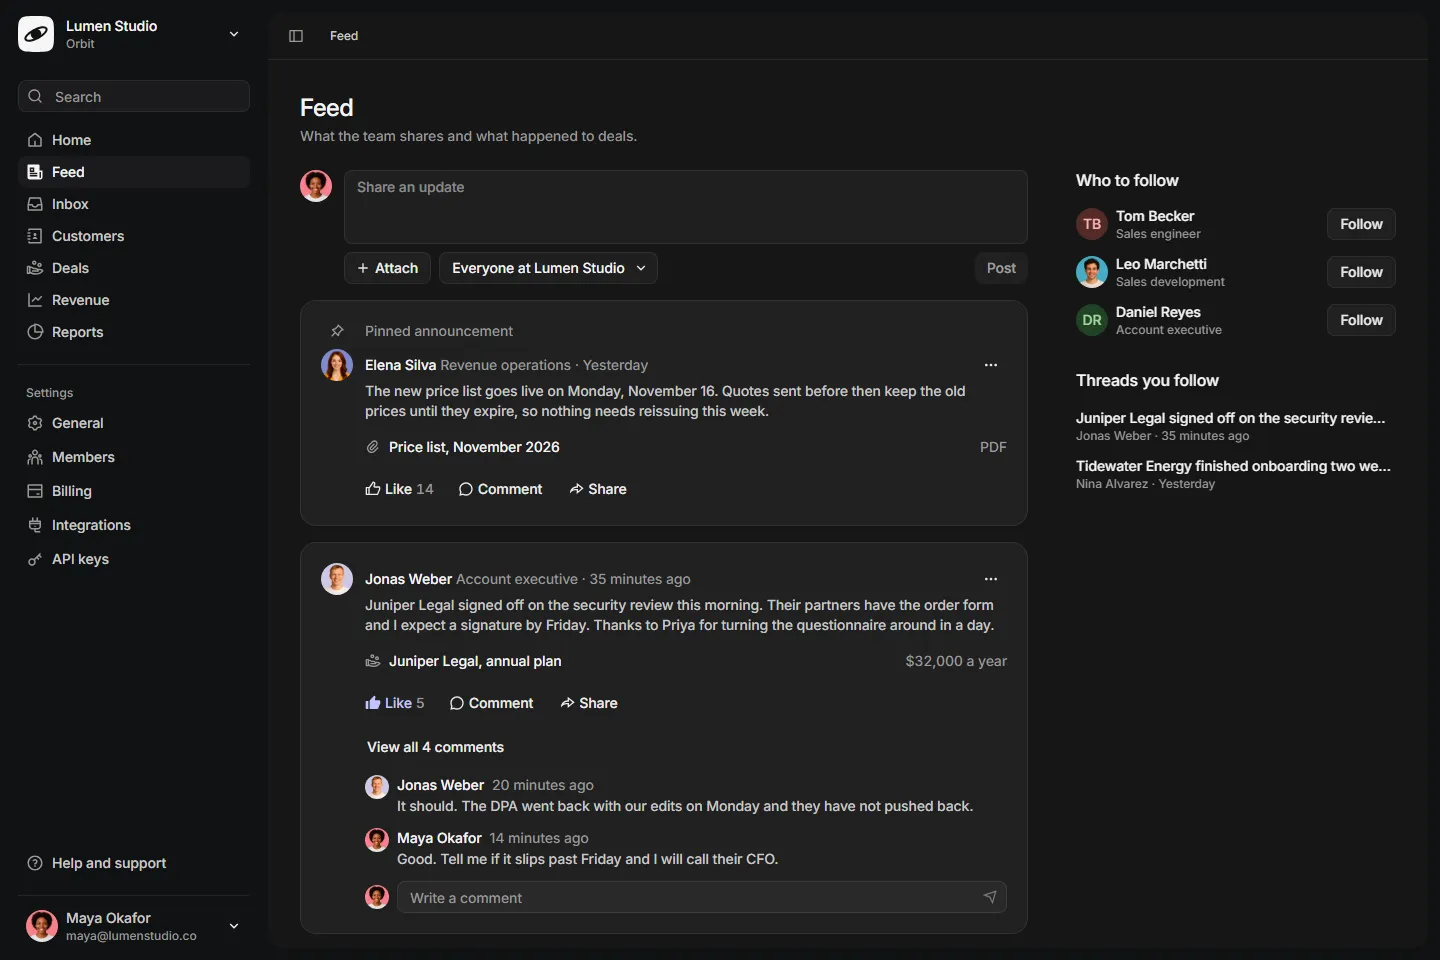 Lumen Studio
Orbit
Search
Home
Feed
Inbox
Customers
Deals
Revenue
Reports
Settings
General
Members
Billing
Integrations
API keys
Help and support
Maya Okafor
maya@lumenstudio.co
Feed
Feed
What the team shares and what happened to deals.
Share an update
Attach
Everyone at Lumen Studio
Post
Pinned announcement
Elena Silva Revenue operations · Yesterday
The new price list goes live on Monday, November 16. Quotes sent before then keep the old
prices until they expire, so nothing needs reissuing this week.
Price list, November 2026
PDF
Like 14
Comment
Share
Jonas Weber Account executive · 35 minutes ago
Juniper Legal signed off on the security review this morning. Their partners have the order form
and I expect a signature by Friday. Thanks to Priya for turning the questionnaire around in a day.
Juniper Legal, annual plan
$32,000 a year
Like 5
Comment
Share
View all 4 comments
Jonas Weber 20 minutes ago
It should. The DPA went back with our edits on Monday and they have not pushed back.
Maya Okafor 14 minutes ago
Good. Tell me if it slips past Friday and I will call their CFO.
Write a comment
Who to follow
TB
Tom Becker
Sales engineer
Follow
Leo Marchetti
Sales development
Follow
DR
Daniel Reyes
Account executive
Follow
Threads you follow
Juniper Legal signed off on the security revie...
Jonas Weber · 35 minutes ago
Tidewater Energy finished onboarding two we...
Nina Alvarez · Yesterday